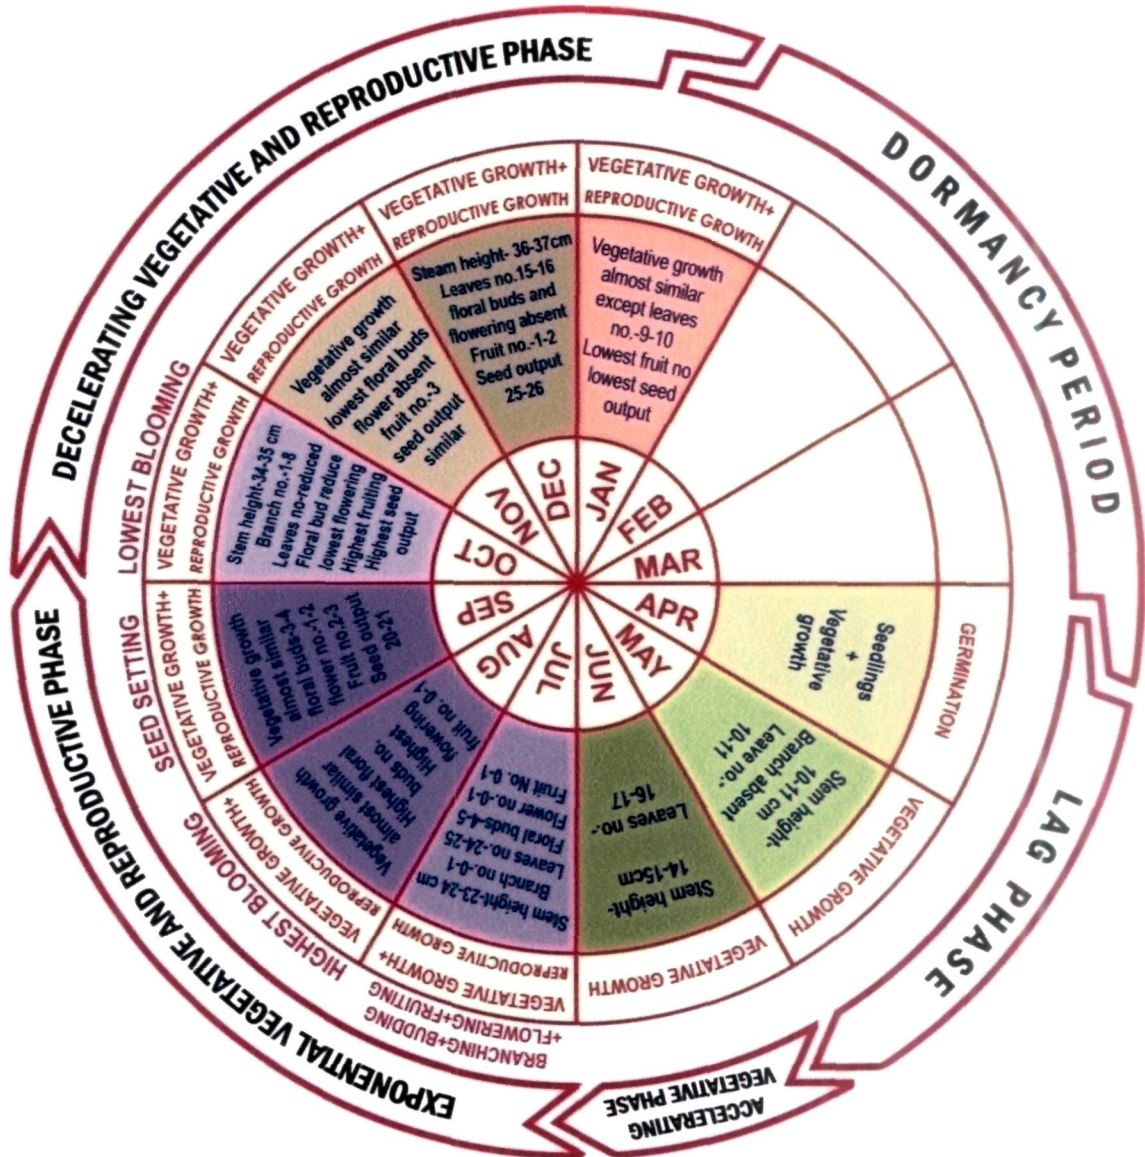 DECELERATING VEGETATIVE AND REPRODUCTIVE PHASE
DORMANCY PERIOD
LAG PHASE
ACCELERATING
VEGETATIVE PHASE
EXPONENTIAL VEGETATIVE AND REPRODUCTIVE PHASE
VEGETATIVE GROWTH+
REPRODUCTIVE GROWTH
Vegetative growth
almost similar
except leaves
no.-9-10
Lowest fruit no
lowest seed
output
JAN
FEB
MAR
APR
GERMINATION
Seedlings
+
Vegetative
growth
MAY
VEGETATIVE GROWTH
Stem height-
10-11 cm
Branch absent
Leave no.-
10-11
JUN
VEGETATIVE GROWTH
Stem height-
14-15cm
Leaves no.-
16-17
JUL
BRANCHING+BUDDING
+FLOWERING+FRUITING
VEGETATIVE GROWTH+
REPRODUCTIVE GROWTH
Stem height-23-24 cm
Branch no.-0-1
Leaves no.-24-25
Floral buds-4-5
Flower no.-0-1
Fruit No. 0-1
AUG
HIGHEST BLOOMING
VEGETATIVE GROWTH+
REPRODUCTIVE GROWTH
Vegetative growth
almost similar
Highest floral
buds no.
Highest
flowering
fruit no. 0-1
SEP
SEED SETTING
VEGETATIVE GROWTH+
REPRODUCTIVE GROWTH
Vegetative growth
almost similar
floral buds-3-4
flower no.-1-2
Fruit no.-2-3
Seed output
20-21
OCT
LOWEST BLOOMING
VEGETATIVE GROWTH+
REPRODUCTIVE GROWTH
Stem height-34-35 cm
Branch no.-1-8
Leaves no-reduced
Floral bud reduce
lowest flowering
Highest fruiting
Highest seed
output
NOV
VEGETATIVE GROWTH+
REPRODUCTIVE GROWTH
Vegetative growth
almost similar
lowest floral buds
flower absent
fruit no.-3
seed output
similar
DEC
VEGETATIVE GROWTH+
REPRODUCTIVE GROWTH
Steam height- 36-37cm
Leaves no.15-16
floral buds and
flowering absent
Fruit no.-1-2
Seed output
25-26